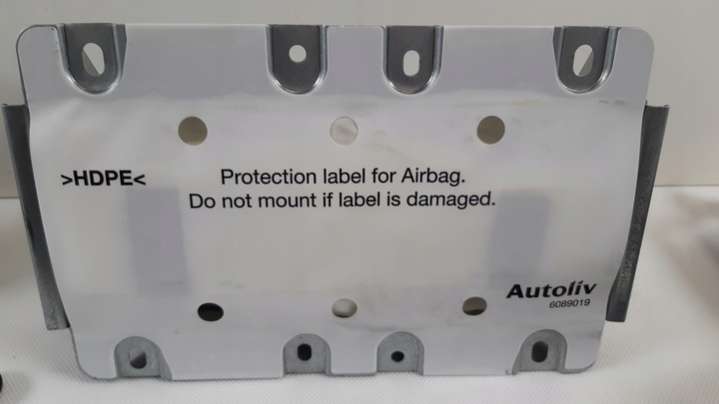 >HDPE<
Protection label for Airbag.
Do not mount if label is damaged.
Autoliv
6089019